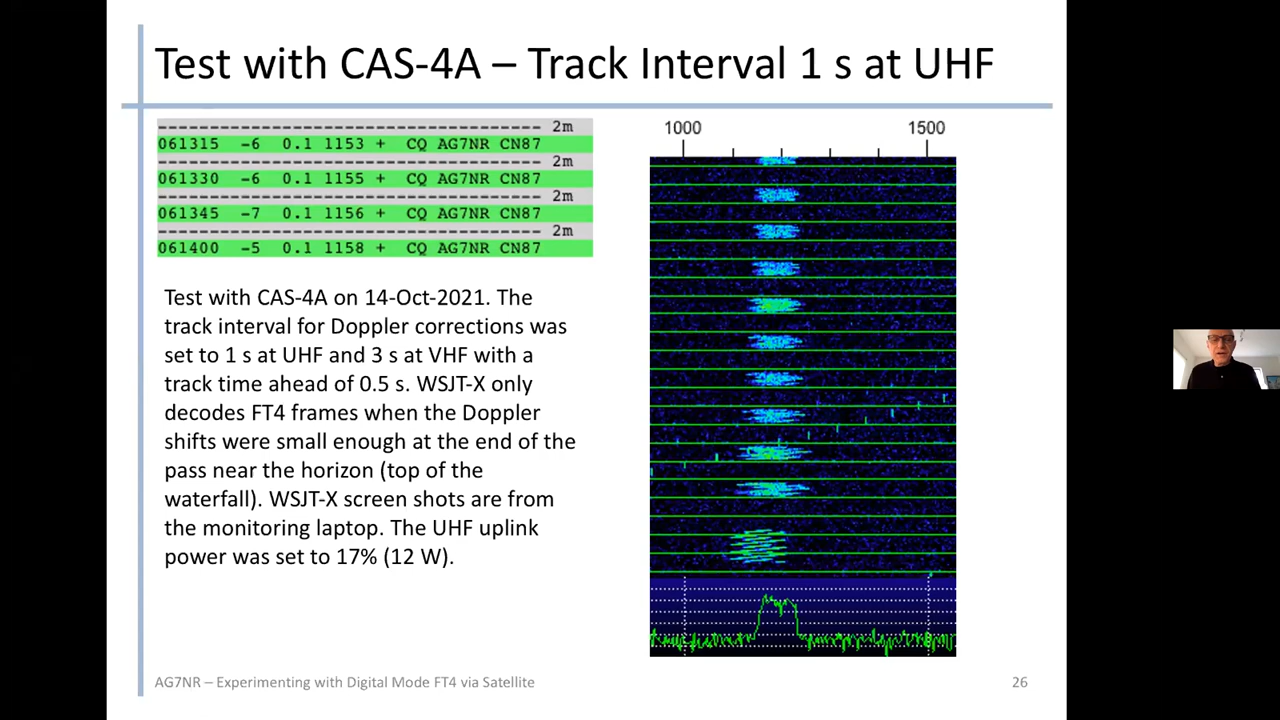 Test with CAS-4A – Track Interval 1 s at UHF
------------------------------------- 2m
061315 -6 0.1 1153 + CQ AG7NR CN87
------------------------------------- 2m
061330 -6 0.1 1155 + CQ AG7NR CN87
------------------------------------- 2m
061345 -7 0.1 1156 + CQ AG7NR CN87
------------------------------------- 2m
061400 -5 0.1 1158 + CQ AG7NR CN87
1000 1500
Test with CAS-4A on 14-Oct-2021. The
track interval for Doppler corrections was
set to 1 s at UHF and 3 s at VHF with a
track time ahead of 0.5 s. WSJT-X only
decodes FT4 frames when the Doppler
shifts were small enough at the end of the
pass near the horizon (top of the
waterfall). WSJT-X screen shots are from
the monitoring laptop. The UHF uplink
power was set to 17% (12 W).
AG7NR – Experimenting with Digital Mode FT4 via Satellite
26